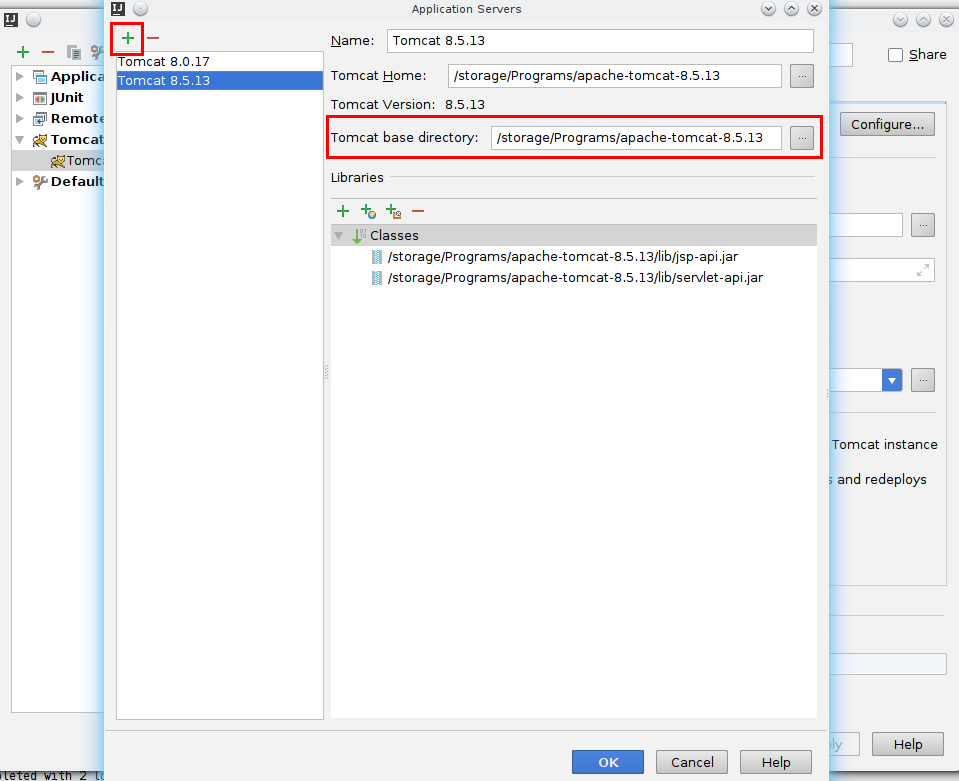 Application Servers
Name: Tomcat 8.5.13
Share
Tomcat 8.0.17
Tomcat 8.5.13
Tomcat Home: /storage/Programs/apache-tomcat-8.5.13
...
Applica
JUnit
Remote
Tomcat
Tomc
Default
Tomcat Version: 8.5.13
Configure...
Tomcat base directory: /storage/Programs/apache-tomcat-8.5.13
...
Libraries
Classes
/storage/Programs/apache-tomcat-8.5.13/lib/jsp-api.jar
/storage/Programs/apache-tomcat-8.5.13/lib/servlet-api.jar
...
...
Tomcat instance
s and redeploys
OK
Cancel
Help
ly
Help
pleted with 2